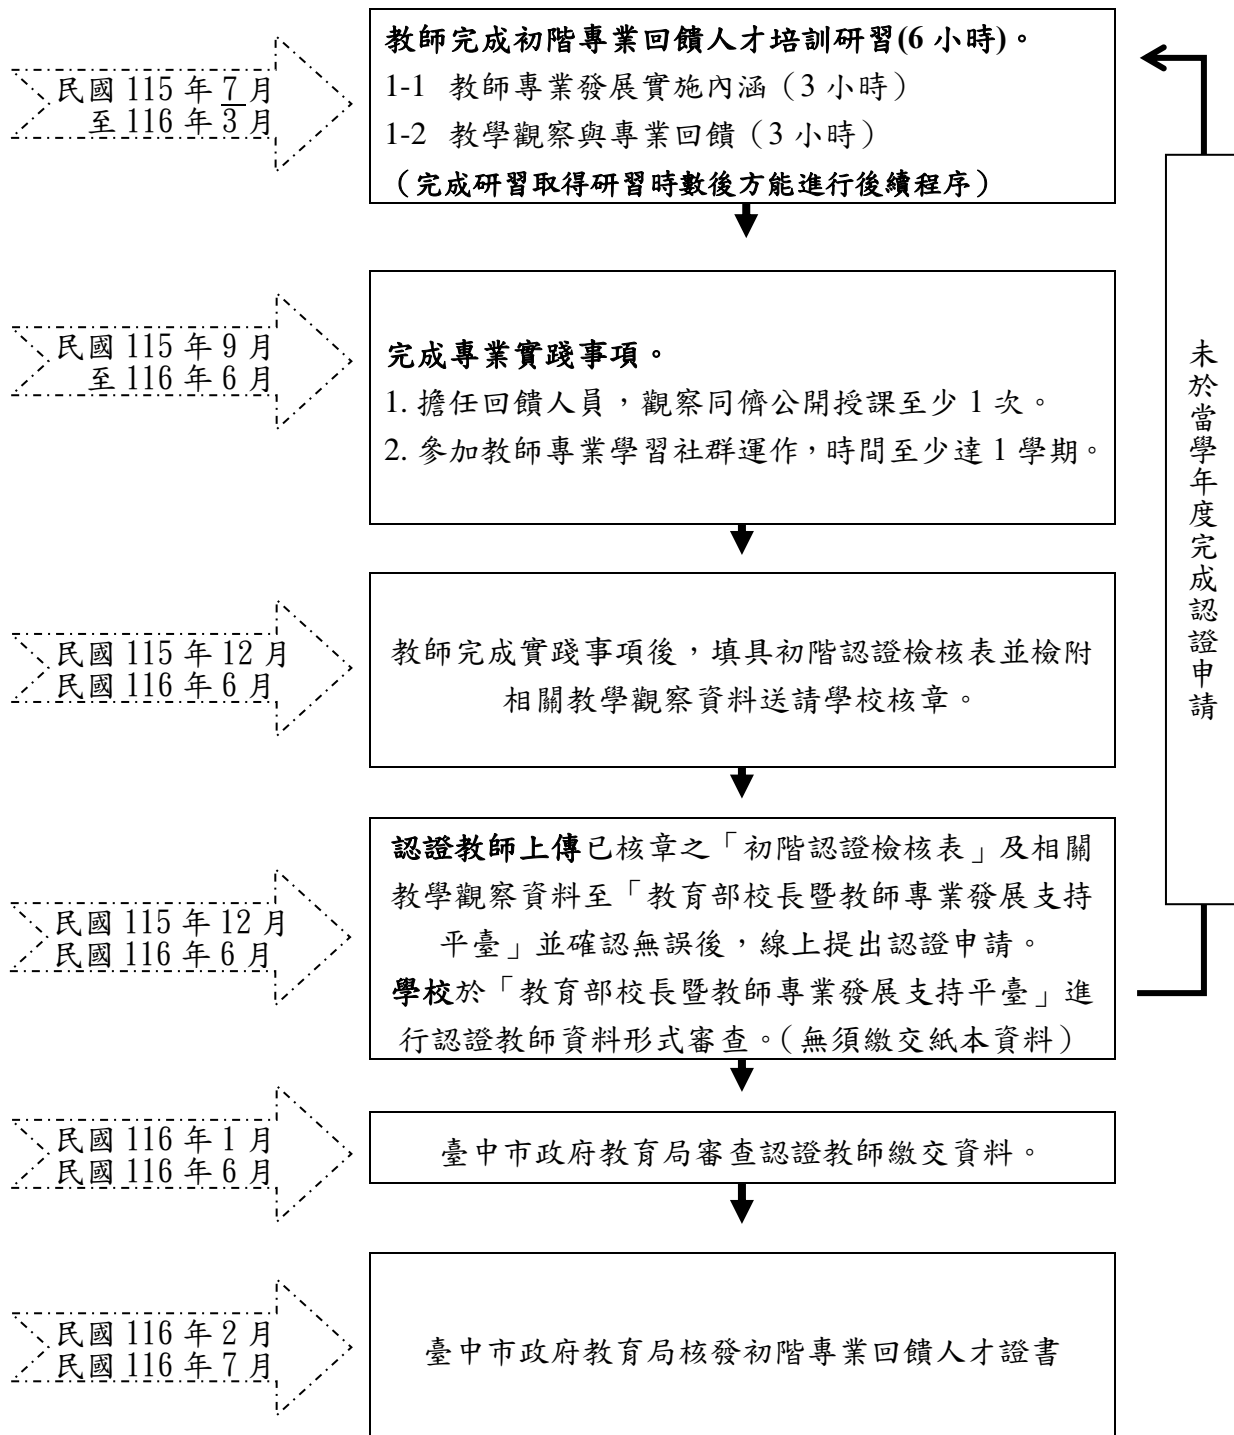 民國 115 年 7 月
至 116 年 3 月
教師完成初階專業回饋人才培訓研習(6 小時)。
1-1 教師專業發展實施內涵（3 小時）
1-2 教學觀察與專業回饋（3 小時）
（完成研習取得研習時數後方能進行後續程序）
民國 115 年 9 月
至 116 年 6 月
完成專業實踐事項。
1. 擔任回饋人員，觀察同儕公開授課至少 1 次。
2. 參加教師專業學習社群運作，時間至少達 1 學期。
民國 115 年 12 月
民國 116 年 6 月
教師完成實踐事項後，填具初階認證檢核表並檢附
相關教學觀察資料送請學校核章。
民國 115 年 12 月
民國 116 年 6 月
認證教師上傳已核章之「初階認證檢核表」及相關
教學觀察資料至「教育部校長暨教師專業發展支持
平臺」並確認無誤後，線上提出認證申請。
學校於「教育部校長暨教師專業發展支持平臺」進
行認證教師資料形式審查。（無須繳交紙本資料）
民國 116 年 1 月
民國 116 年 6 月
臺中市政府教育局審查認證教師繳交資料。
民國 116 年 2 月
民國 116 年 7 月
臺中市政府教育局核發初階專業回饋人才證書
未於當學年度完成認證申請